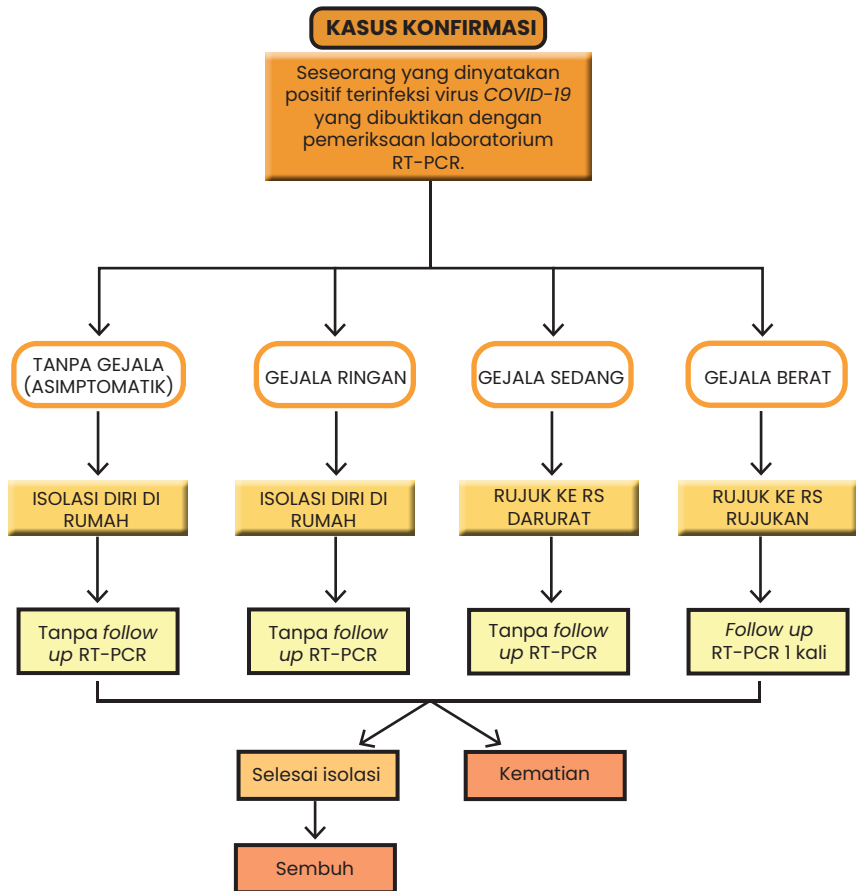 KASUS KONFIRMASI
Seseorang yang dinyatakan
positif terinfeksi virus COVID-19
yang dibuktikan dengan
pemeriksaan laboratorium
RT-PCR.
TANPA GEJALA
(ASIMPTOMATIK)
GEJALA RINGAN
GEJALA SEDANG
GEJALA BERAT
ISOLASI DIRI DI
RUMAH
ISOLASI DIRI DI
RUMAH
RUJUK KE RS
DARURAT
RUJUK KE RS
RUJUKAN
Tanpa follow
up RT-PCR
Tanpa follow
up RT-PCR
Tanpa follow
up RT-PCR
Follow up
RT-PCR 1 kali
Selesai isolasi
Kematian
Sembuh